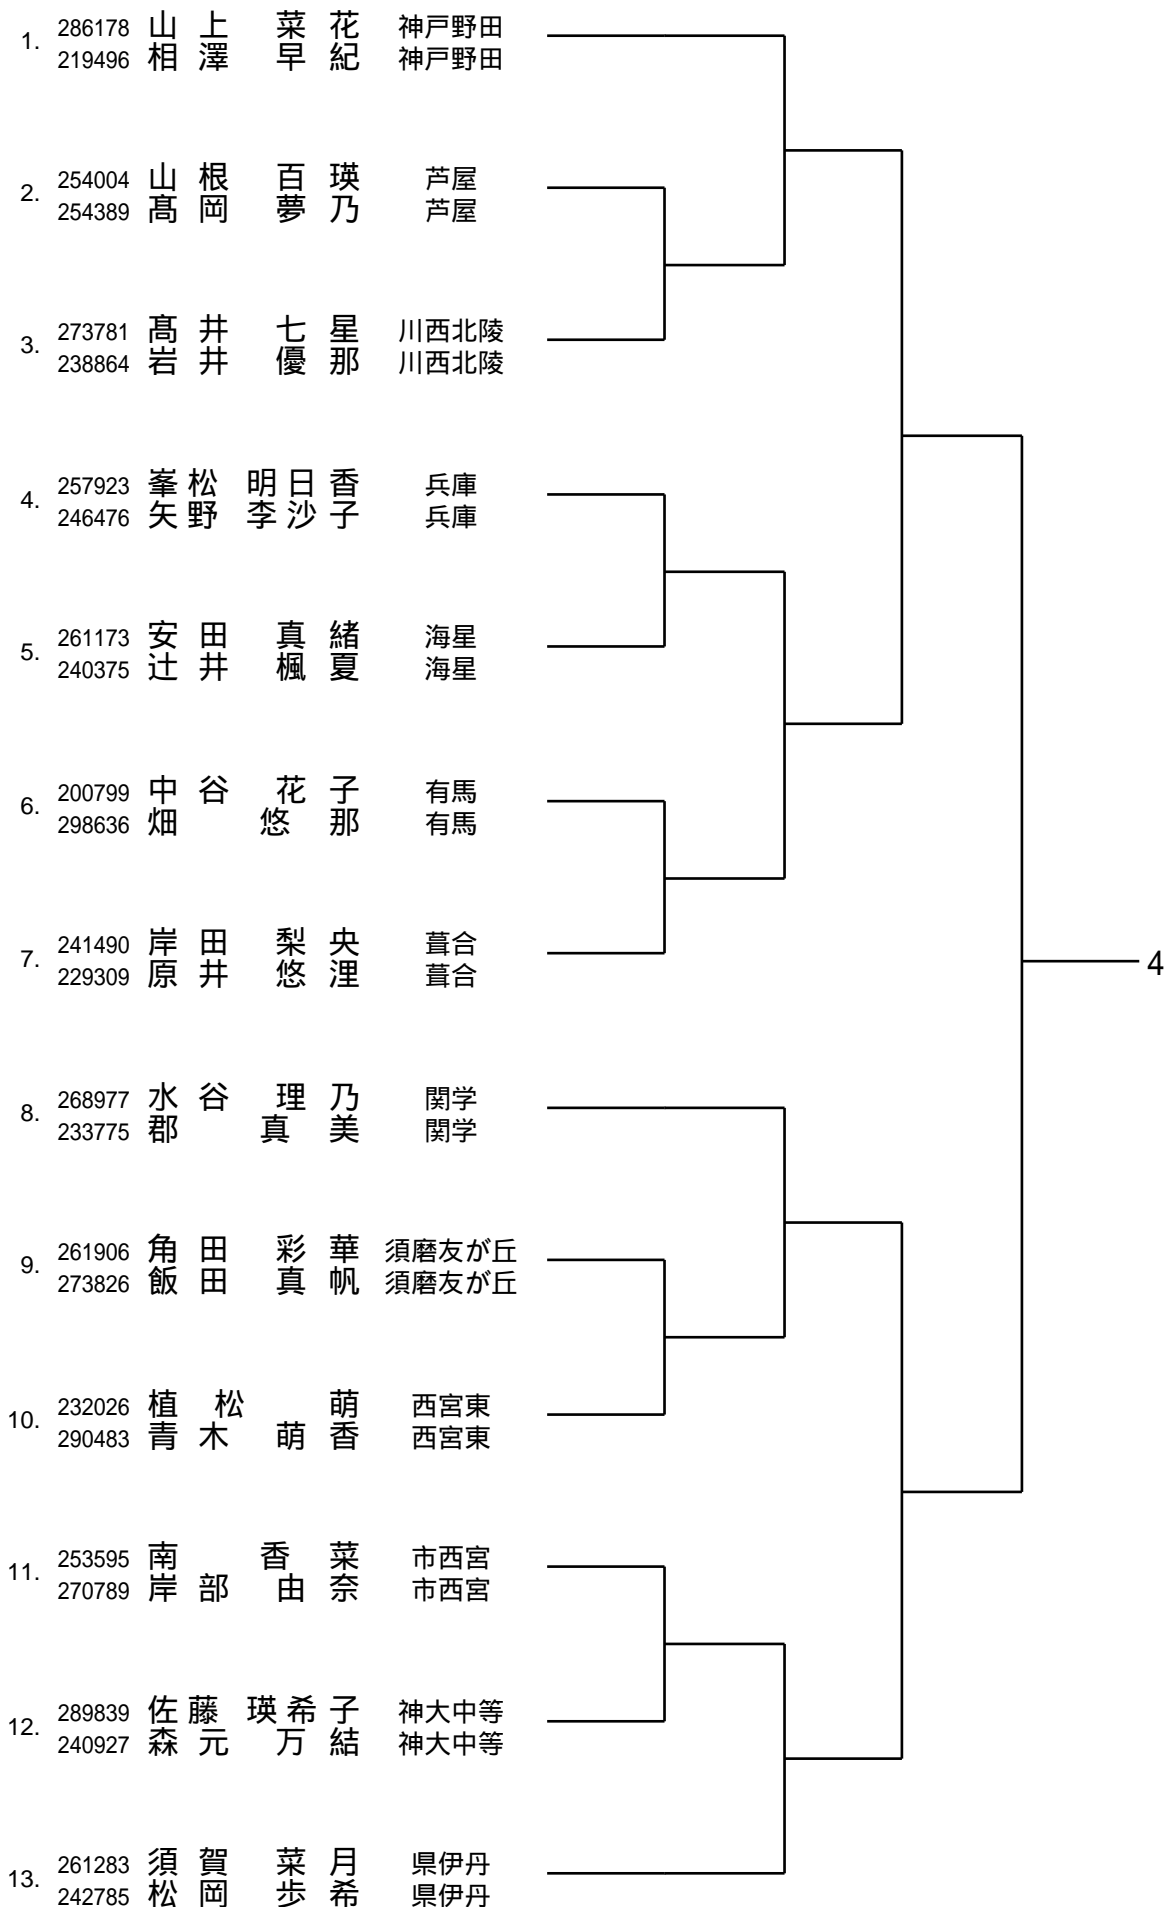 1. 286178 山上 菜花 神戸野田
219496 相澤 早紀 神戸野田
2. 254004 山根 百瑛 芦屋
254389 髙岡 夢乃 芦屋
3. 273781 髙井 七星 川西北陵
238864 岩井 優那 川西北陵
4. 257923 峯松 明日香 兵庫
246476 矢野 李沙子 兵庫
5. 261173 安田 真緒 海星
240375 辻井 楓夏 海星
6. 200799 中谷 花子 有馬
298636 畑 悠那 有馬
7. 241490 岸田 梨央 葺合
229309 原井 悠浬 葺合
4
8. 268977 水谷 理乃 関学
233775 郡 真美 関学
9. 261906 角田 彩華 須磨友が丘
273826 飯田 真帆 須磨友が丘
10. 232026 植松 萌 西宮東
290483 青木 萌香 西宮東
11. 253595 南 香菜 市西宮
270789 岸部 由奈 市西宮
12. 289839 佐藤 瑛希子 神大中等
240927 森元 万結 神大中等
13. 261283 須賀 菜月 県伊丹
242785 松岡 歩希 県伊丹